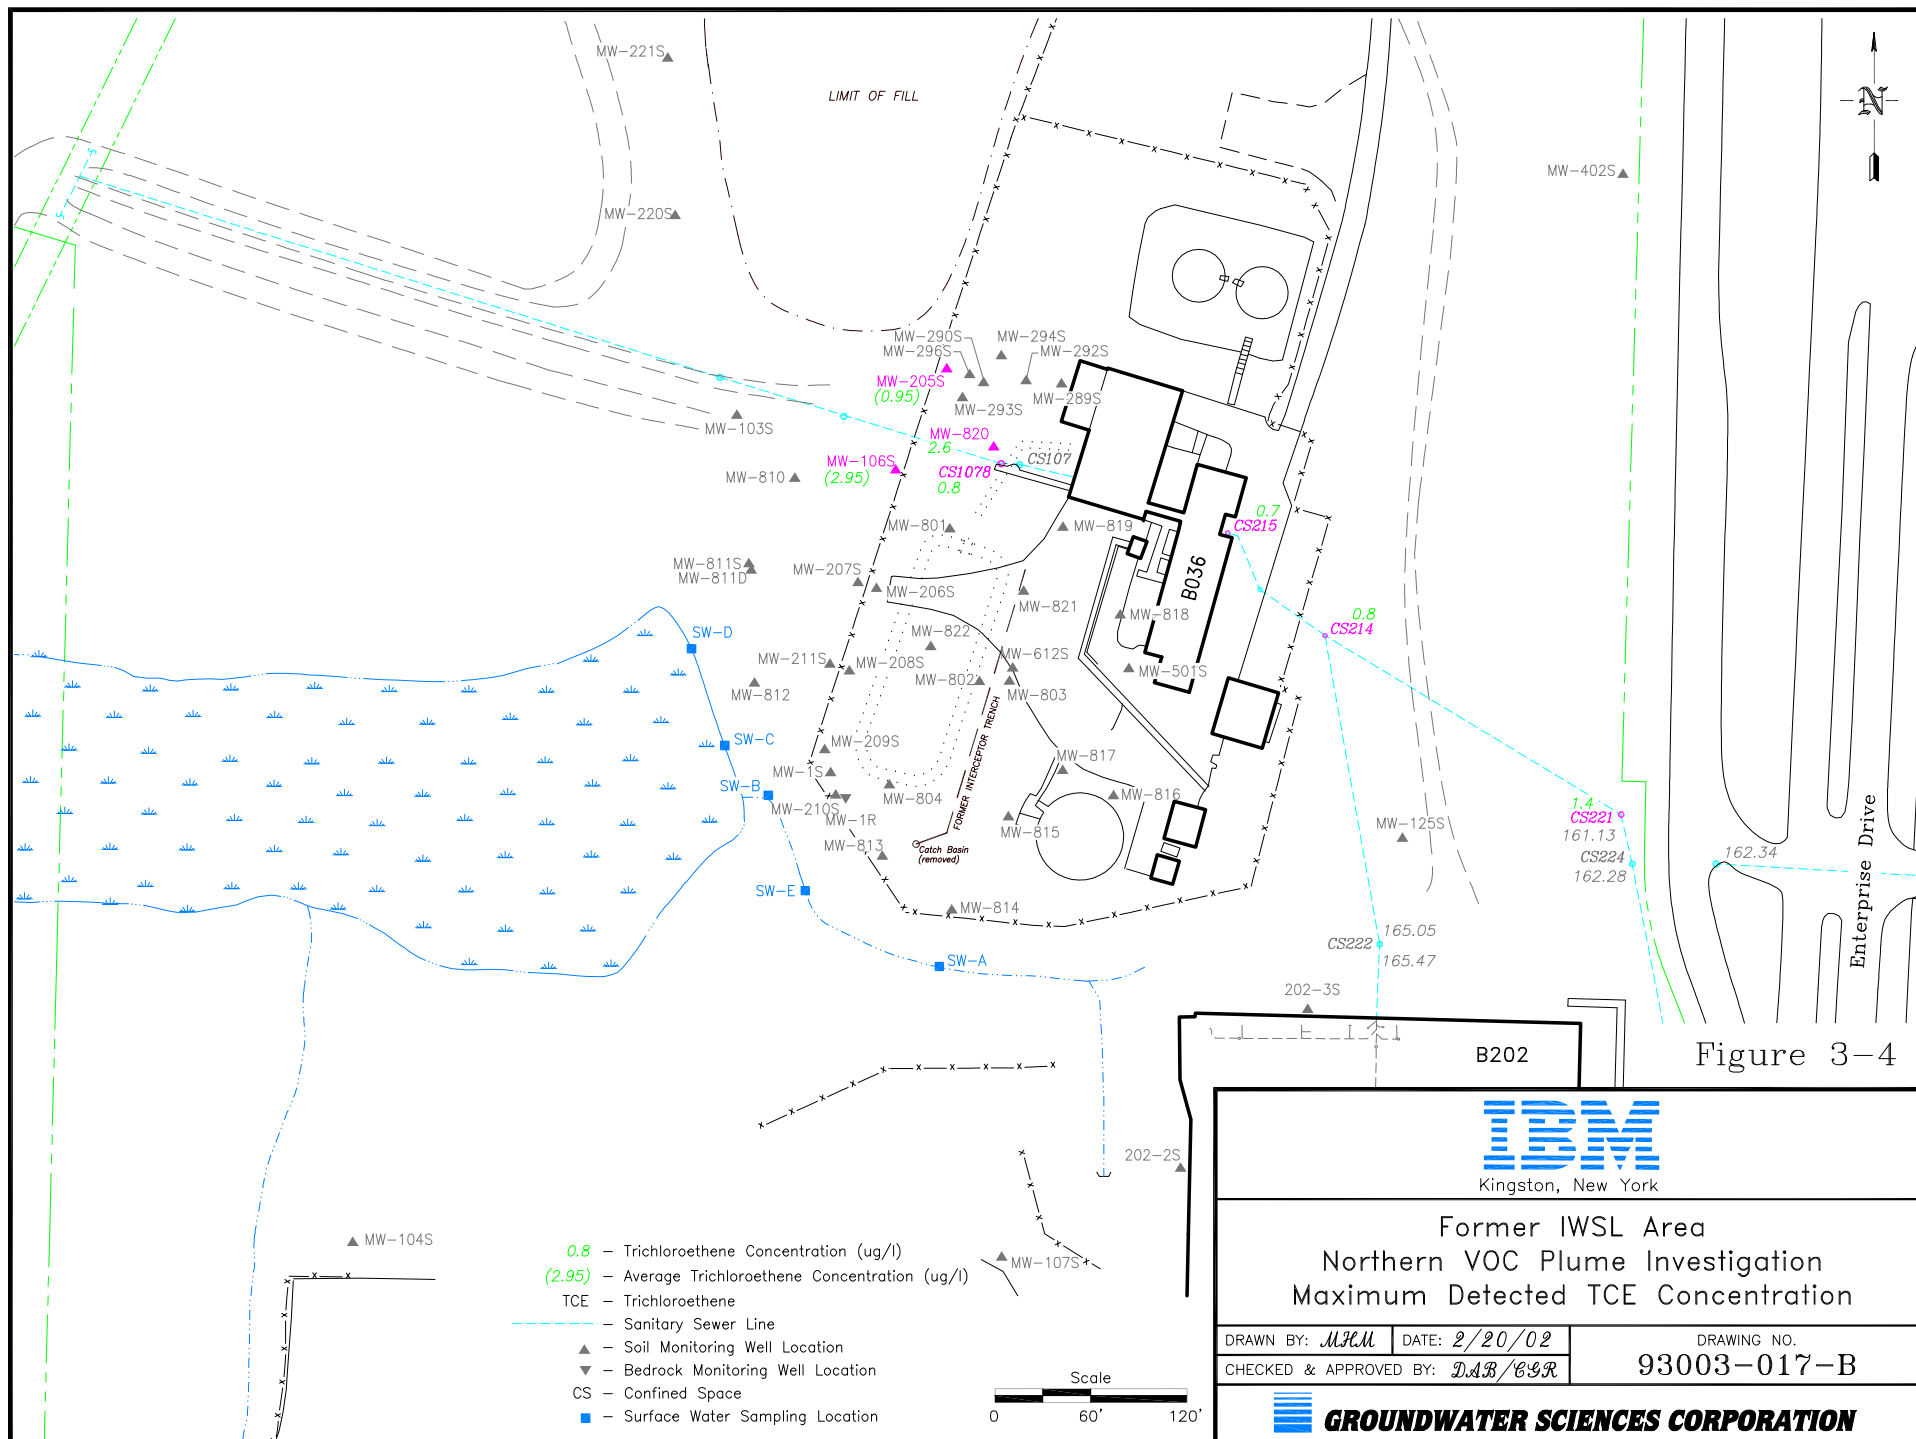 MW-221S
LIMIT OF FILL
N
MW-402S
MW-220S
MW-290S
MW-294S
MW-296S
MW-292S
MW-205S
(0.95)
MW-289S
MW-293S
MW-103S
MW-820
2.6
CS107
MW-106S
(2.95)
CS1078
0.8
MW-810
MW-801
MW-819
0.7
CS215
MW-811S
MW-811D
MW-207S
MW-206S
MW-821
B036
MW-818
0.8
CS214
SW-D
MW-822
MW-211S
MW-208S
MW-612S
MW-812
MW-802
MW-803
MW-501S
FORMER INTERCEPTOR TRENCH
SW-C
MW-209S
MW-817
MW-1S
SW-B
MW-210S
MW-804
MW-816
MW-1R
MW-815
MW-813
Catch Basin
(removed)
1.4
CS221
161.13
CS224
162.28
162.34
MW-125S
Enterprise Drive
SW-E
MW-814
165.05
CS222
165.47
SW-A
202-3S
B202
Figure 3-4
202-2S
MW-104S
MW-107S
0.8 - Trichloroethene Concentration (ug/l)
(2.95) - Average Trichloroethene Concentration (ug/l)
TCE - Trichloroethene
- Sanitary Sewer Line
- Soil Monitoring Well Location
- Bedrock Monitoring Well Location
CS - Confined Space
- Surface Water Sampling Location
Scale
0 60' 120'
IBM
Kingston, New York
Former IWSL Area
Northern VOC Plume Investigation
Maximum Detected TCE Concentration
DRAWN BY: MHM DATE: 2/20/02
DRAWING NO.
93003-017-B
CHECKED & APPROVED BY: DAB/CGR
GROUNDWATER SCIENCES CORPORATION